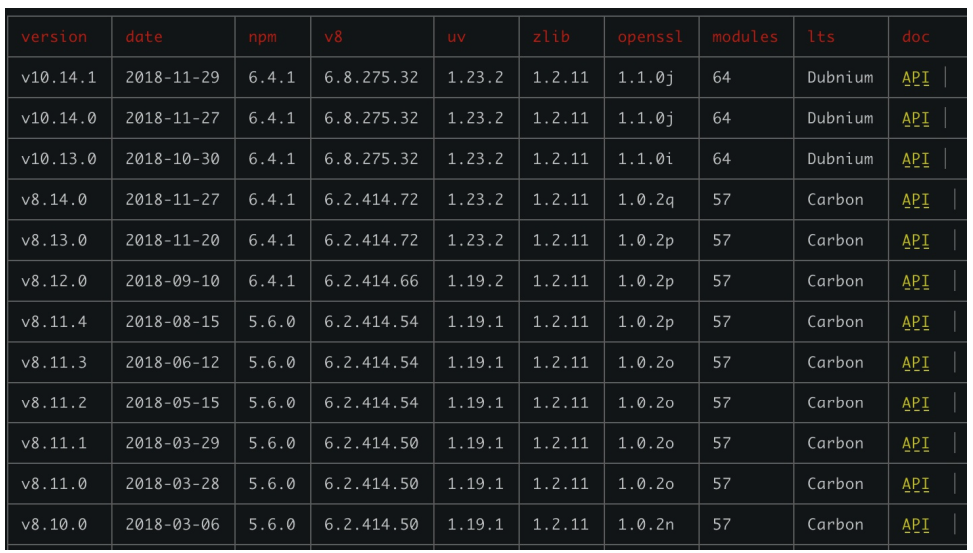 version date npm v8 uv zlib openssl modules lts doc
v10.14.1 2018-11-29 6.4.1 6.8.275.32 1.23.2 1.2.11 1.1.0j 64 Dubnium API
v10.14.0 2018-11-27 6.4.1 6.8.275.32 1.23.2 1.2.11 1.1.0j 64 Dubnium API
v10.13.0 2018-10-30 6.4.1 6.8.275.32 1.23.2 1.2.11 1.1.0i 64 Dubnium API
v8.14.0 2018-11-27 6.4.1 6.2.414.72 1.23.2 1.2.11 1.0.2q 57 Carbon API
v8.13.0 2018-11-20 6.4.1 6.2.414.72 1.23.2 1.2.11 1.0.2p 57 Carbon API
v8.12.0 2018-09-10 6.4.1 6.2.414.66 1.19.2 1.2.11 1.0.2p 57 Carbon API
v8.11.4 2018-08-15 5.6.0 6.2.414.54 1.19.1 1.2.11 1.0.2p 57 Carbon API
v8.11.3 2018-06-12 5.6.0 6.2.414.54 1.19.1 1.2.11 1.0.2o 57 Carbon API
v8.11.2 2018-05-15 5.6.0 6.2.414.54 1.19.1 1.2.11 1.0.2o 57 Carbon API
v8.11.1 2018-03-29 5.6.0 6.2.414.50 1.19.1 1.2.11 1.0.2o 57 Carbon API
v8.11.0 2018-03-28 5.6.0 6.2.414.50 1.19.1 1.2.11 1.0.2o 57 Carbon API
v8.10.0 2018-03-06 5.6.0 6.2.414.50 1.19.1 1.2.11 1.0.2n 57 Carbon API